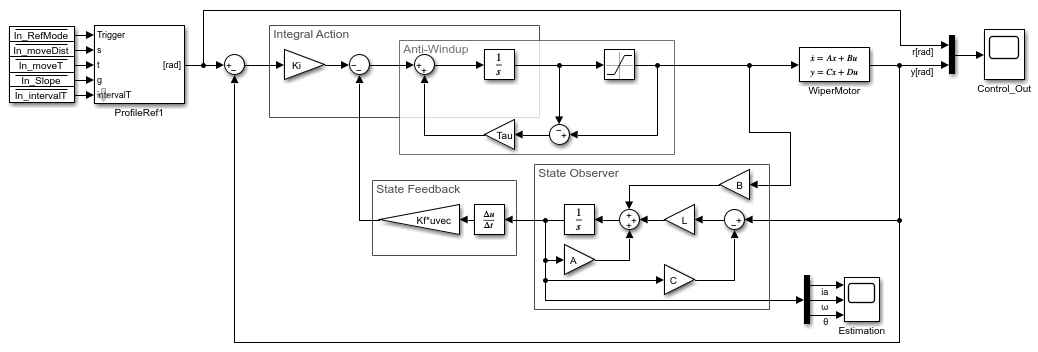 In_RefMode
In_moveDist
In_moveT
In_Slope
In_intervalT
Trigger
s
t
g
intervalT
[rad]
ProfileRef1
Integral Action
Ki
Anti-Windup
1
s
Tau
ẋ = Ax + Bu
y = Cx + Du
WiperMotor
r[rad]
y[rad]
Control_Out
State Feedback
Kf*uvec
Δu
Δt
State Observer
1
s
B
L
A
C
ia
ω
θ
Estimation